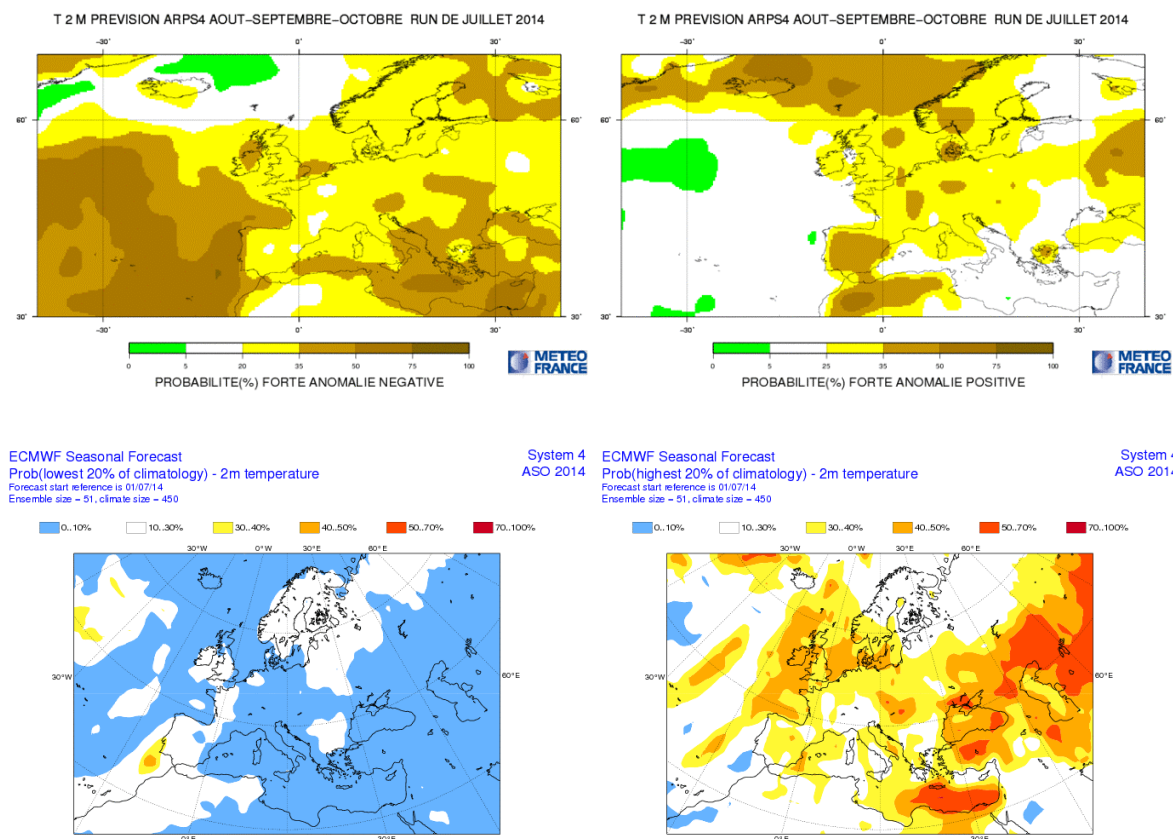 T 2 M PREVISION ARPS4 AOUT−SEPTEMBRE−OCTOBRE RUN DE JUILLET 2014
−30˚ 0˚ 30˚
60˚ 60˚
30˚ 30˚
−30˚ 0˚ 30˚
0 5 20 35 50 75 100
PROBABILITE(%) FORTE ANOMALIE NEGATIVE
METEO
FRANCE
T 2 M PREVISION ARPS4 AOUT−SEPTEMBRE−OCTOBRE RUN DE JUILLET 2014
−30˚ 0˚ 30˚
60˚ 60˚
30˚ 30˚
−30˚ 0˚ 30˚
0 5 25 35 50 75 100
PROBABILITE(%) FORTE ANOMALIE POSITIVE
METEO
FRANCE
ECMWF Seasonal Forecast System 4
Prob(lowest 20% of climatology) - 2m temperature ASO 2014
Forecast start reference is 01/07/14
Ensemble size = 51, climate size = 450
0..10% 10..30% 30..40% 40..50% 50..70% 70..100%
30°W 0°W 30°E 60°E
30°W 60°E
ECMWF Seasonal Forecast System 4
Prob(highest 20% of climatology) - 2m temperature ASO 2014
Forecast start reference is 01/07/14
Ensemble size = 51, climate size = 450
0..10% 10..30% 30..40% 40..50% 50..70% 70..100%
30°W 0°W 30°E 60°E
30°W 60°E